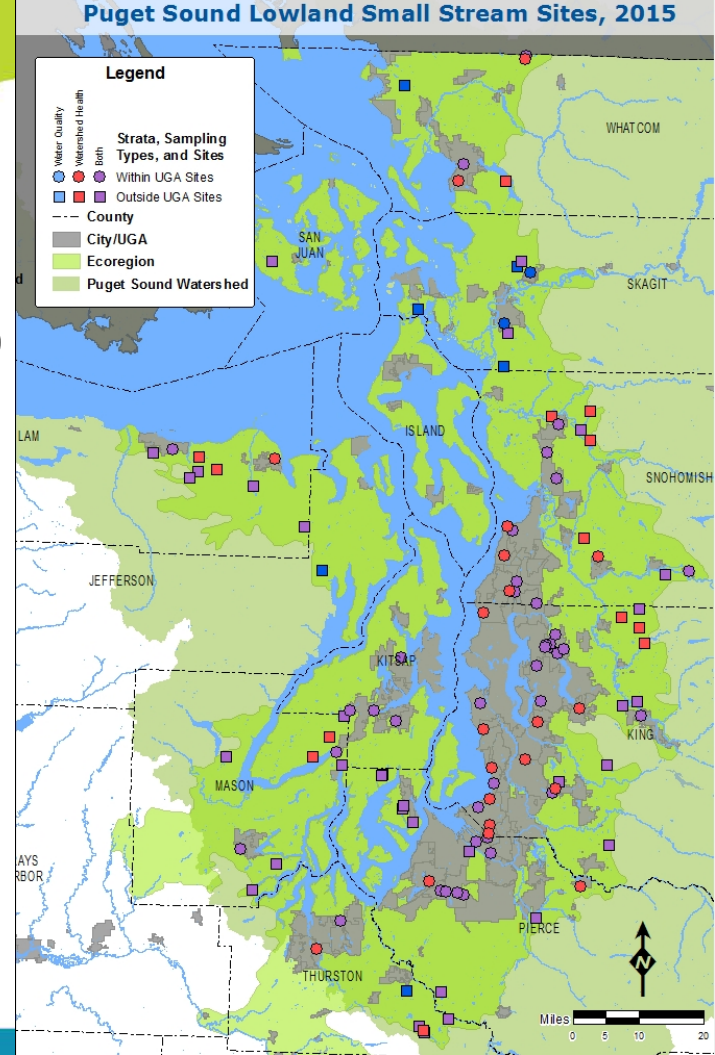 Puget Sound Lowland Small Stream Sites, 2015
Legend
Water Quality
Watershed Health
Both
Strata, Sampling
Types, and Sites
Within UGA Sites
Outside UGA Sites
County
City/UGA
Ecoregion
Puget Sound Watershed
WHATCOM
SAN
JUAN
d
SKAGIT
ISLAND
LAM
SNOHOMISH
JEFFERSON
KITSAP
KING
MASON
AYS
RBOR
PIERCE
THURSTON
N
Miles
0 5 10 20